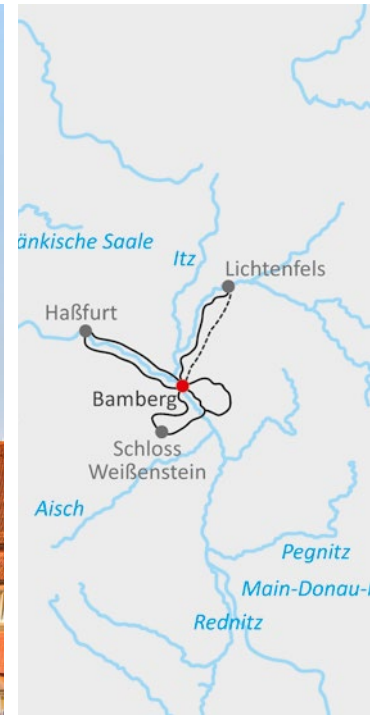 änkische Saale
Itz
Lichtenfels
Haßfurt
Bamberg
Schloss
Weißenstein
Aisch
Pegnitz
Main-Donau-
Rednitz